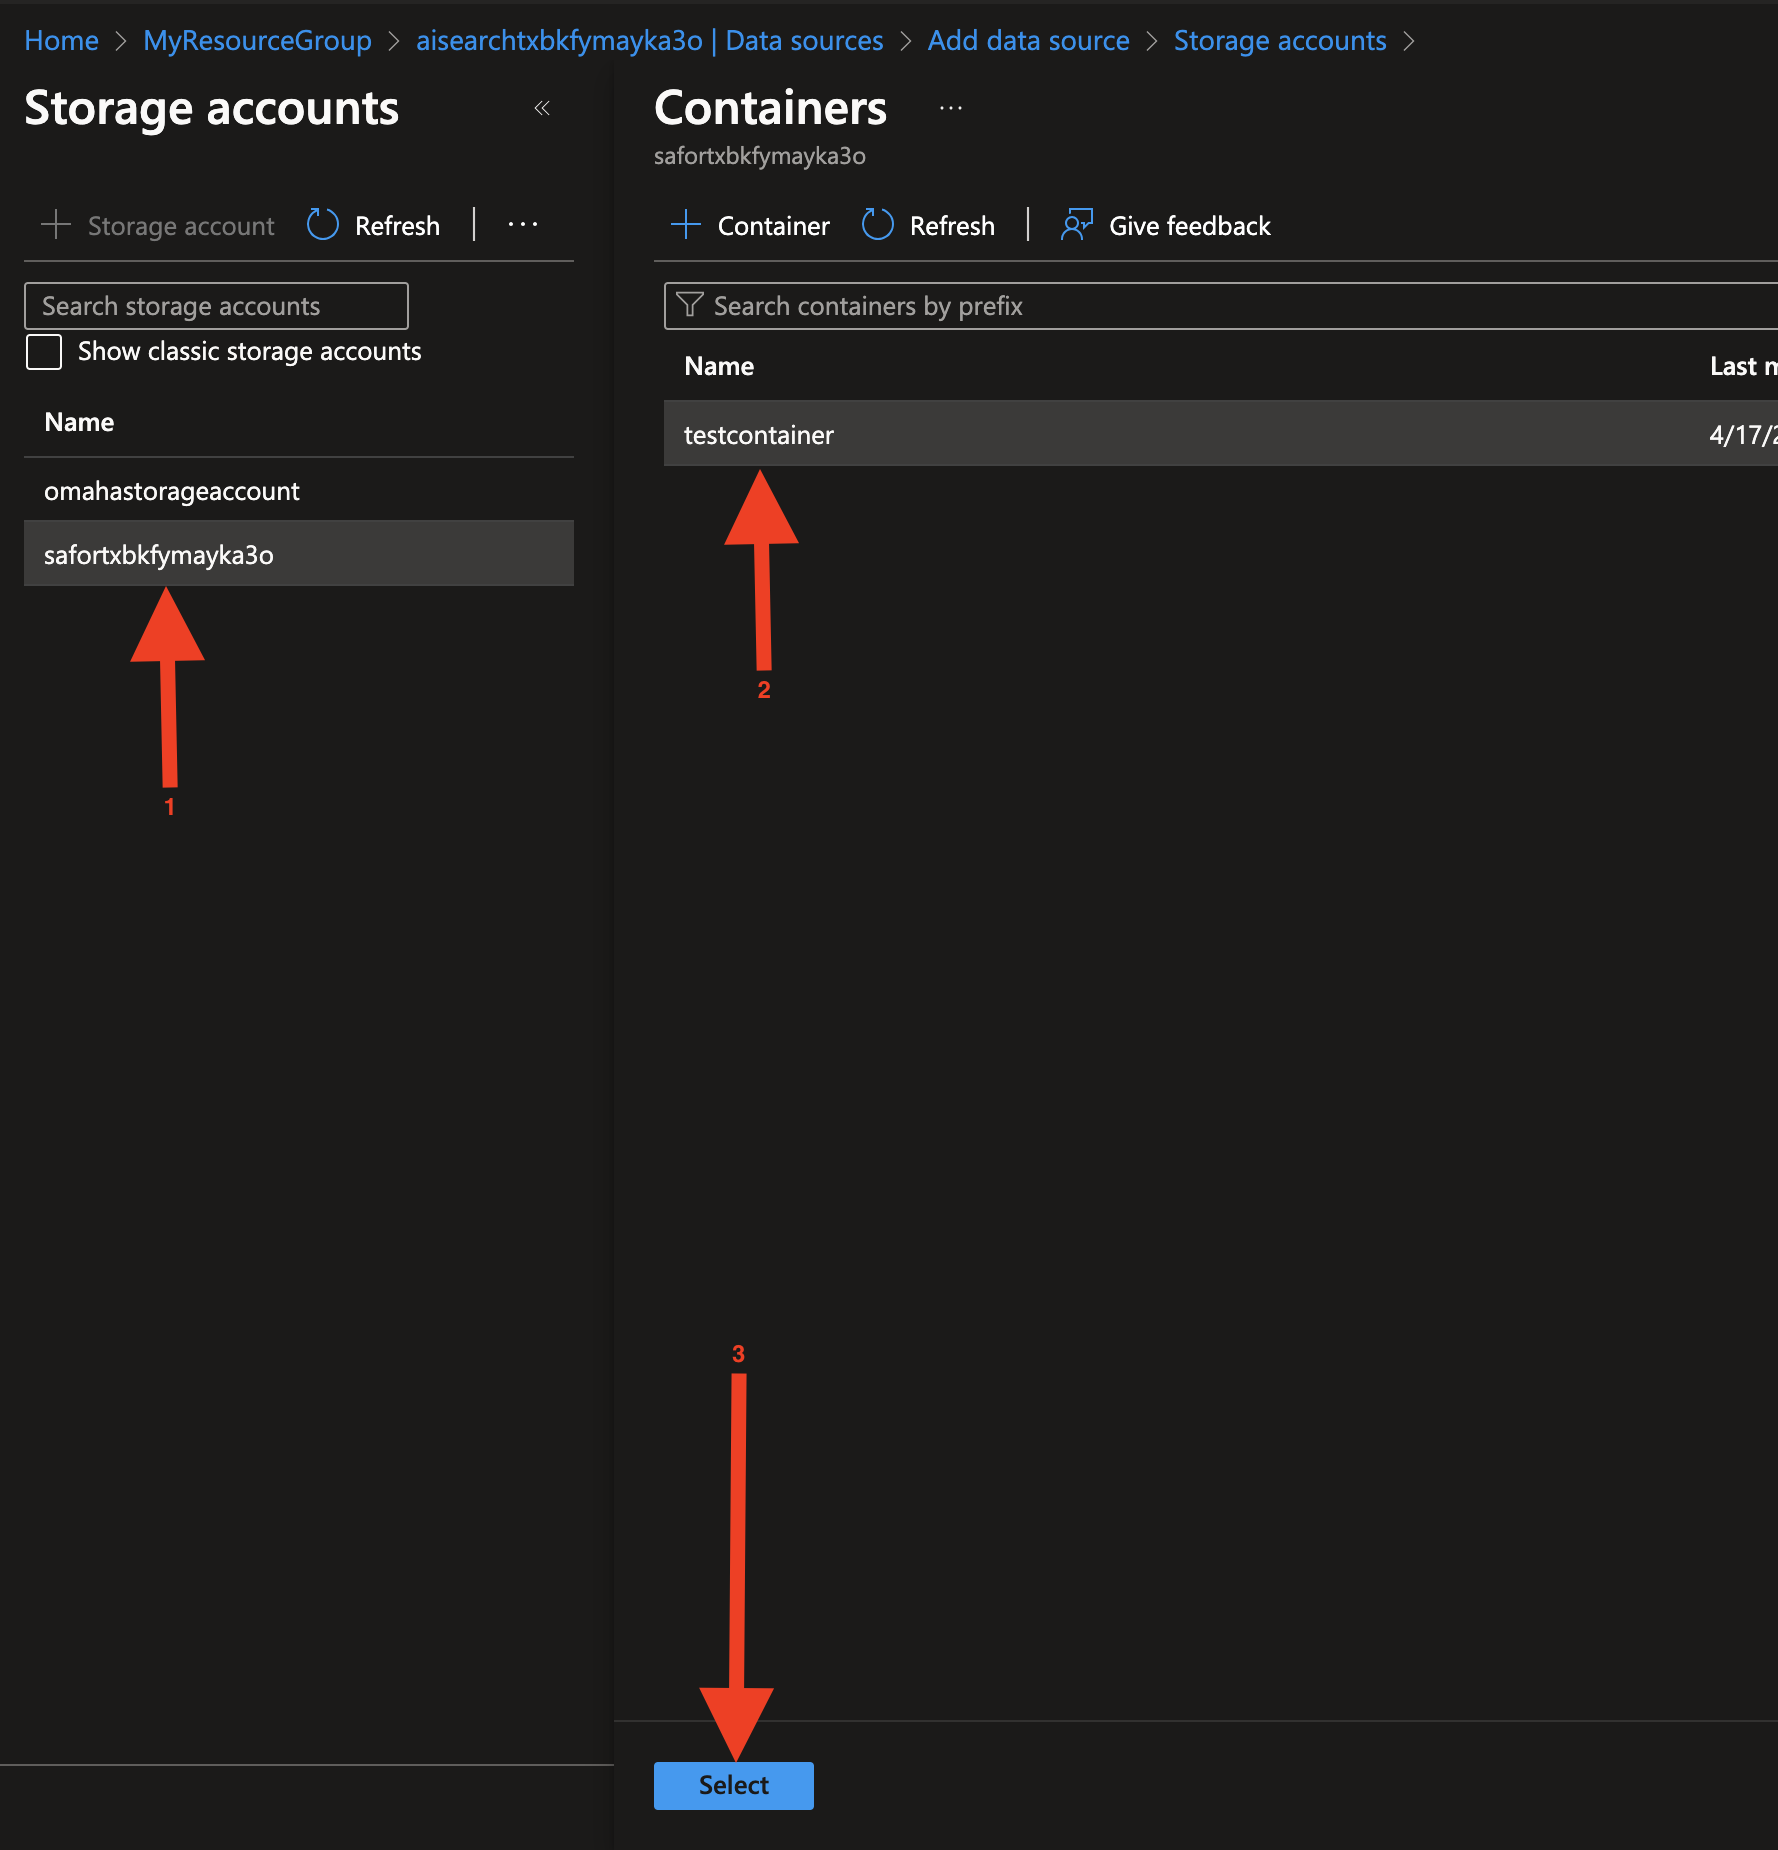 Home > MyResourceGroup > aisearchtxbkfymayka3o | Data sources > Add data source > Storage accounts >
Storage accounts «
Storage account Refresh | ...
Search storage accounts
Show classic storage accounts
Name
omahastorageaccount
safortxbkfymayka3o
1
Containers ...
safortxbkfymayka3o
Container Refresh | Give feedback
Search containers by prefix
Name Last
testcontainer 4/17/2
2
3
Select